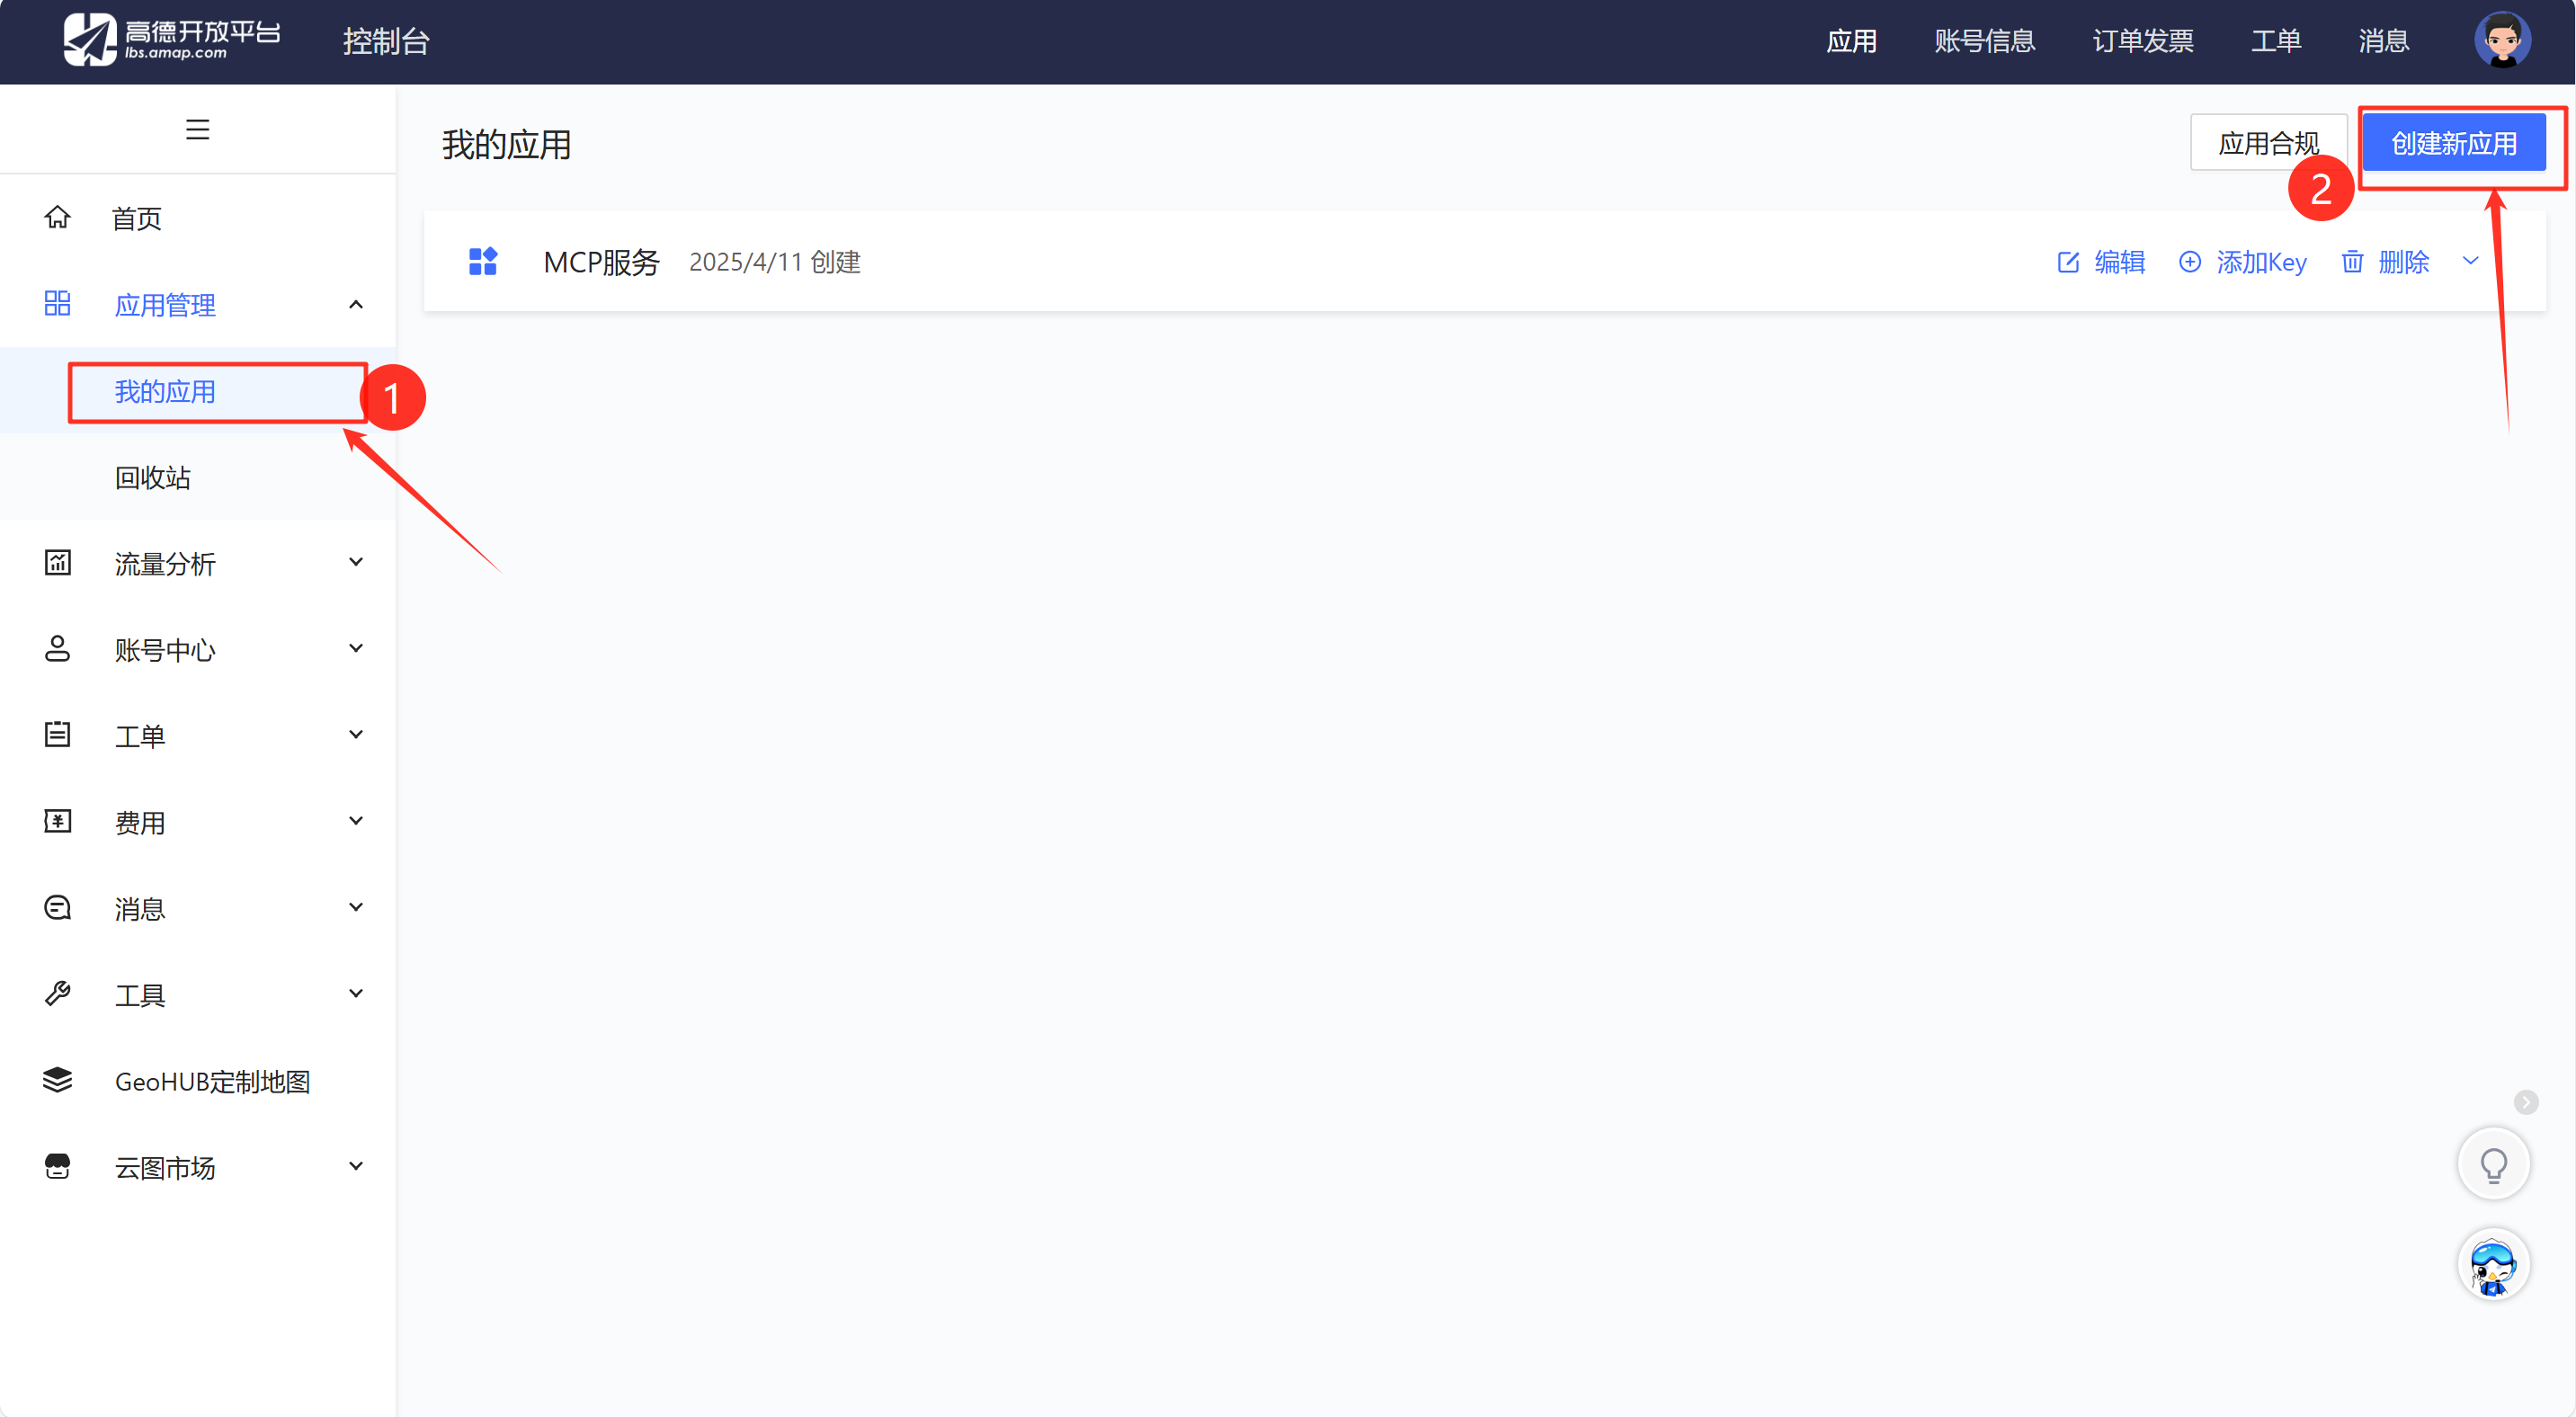 高德开放平台
lbs.amap.com
控制台
应用
账号信息
订单发票
工单
消息
我的应用
应用合规
创建新应用
2
首页
MCP服务
2025/4/11 创建
编辑
添加Key
删除
应用管理
我的应用
1
回收站
流量分析
账号中心
工单
费用
消息
工具
GeoHUB定制地图
云图市场